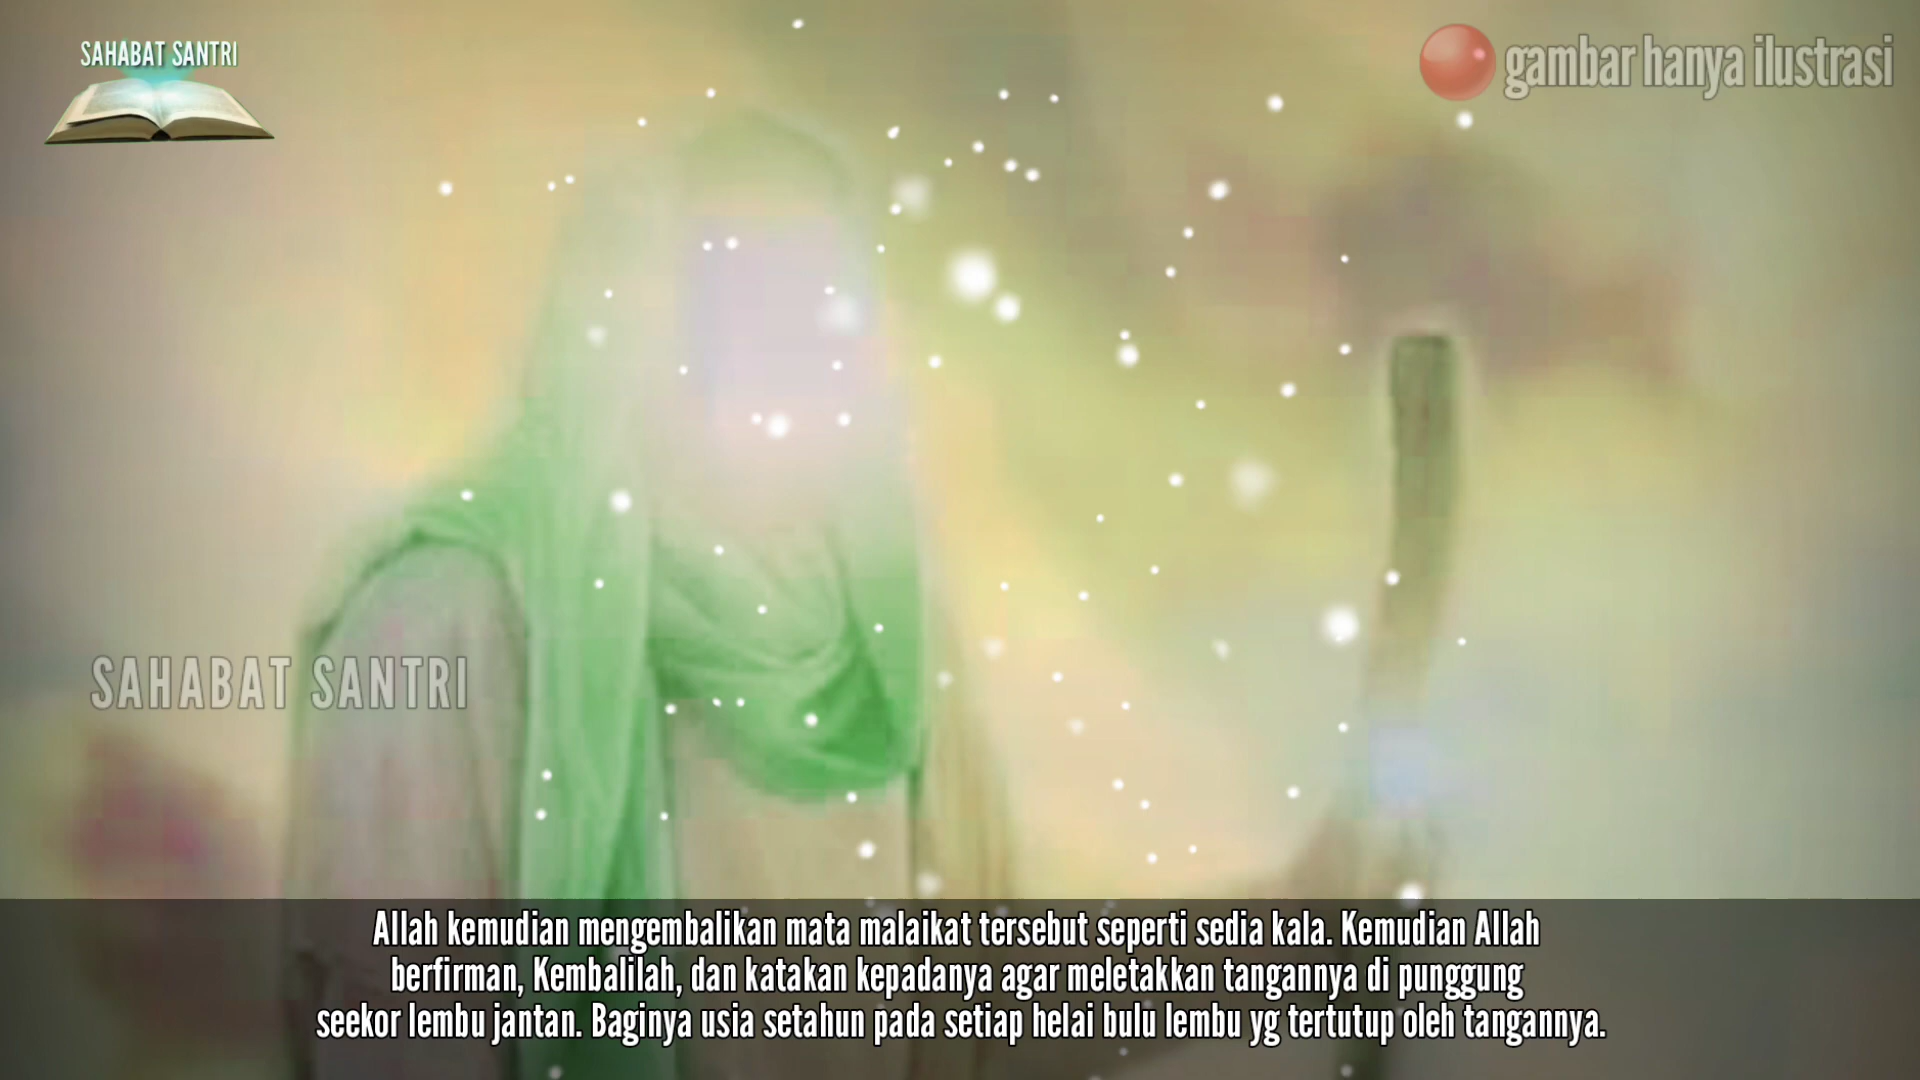 SAHABAT SANTRI
gambar hanya ilustrasi
SAHABAT SANTRI
Allah kemudian mengembalikan mata malaikat tersebut seperti sedia kala. Kemudian Allah
berfirman, Kembalilah, dan katakan kepadanya agar meletakkan tangannya di punggung
seekor lembu jantan. Baginya usia setahun pada setiap helai bulu lembu yg tertutup oleh tangannya.